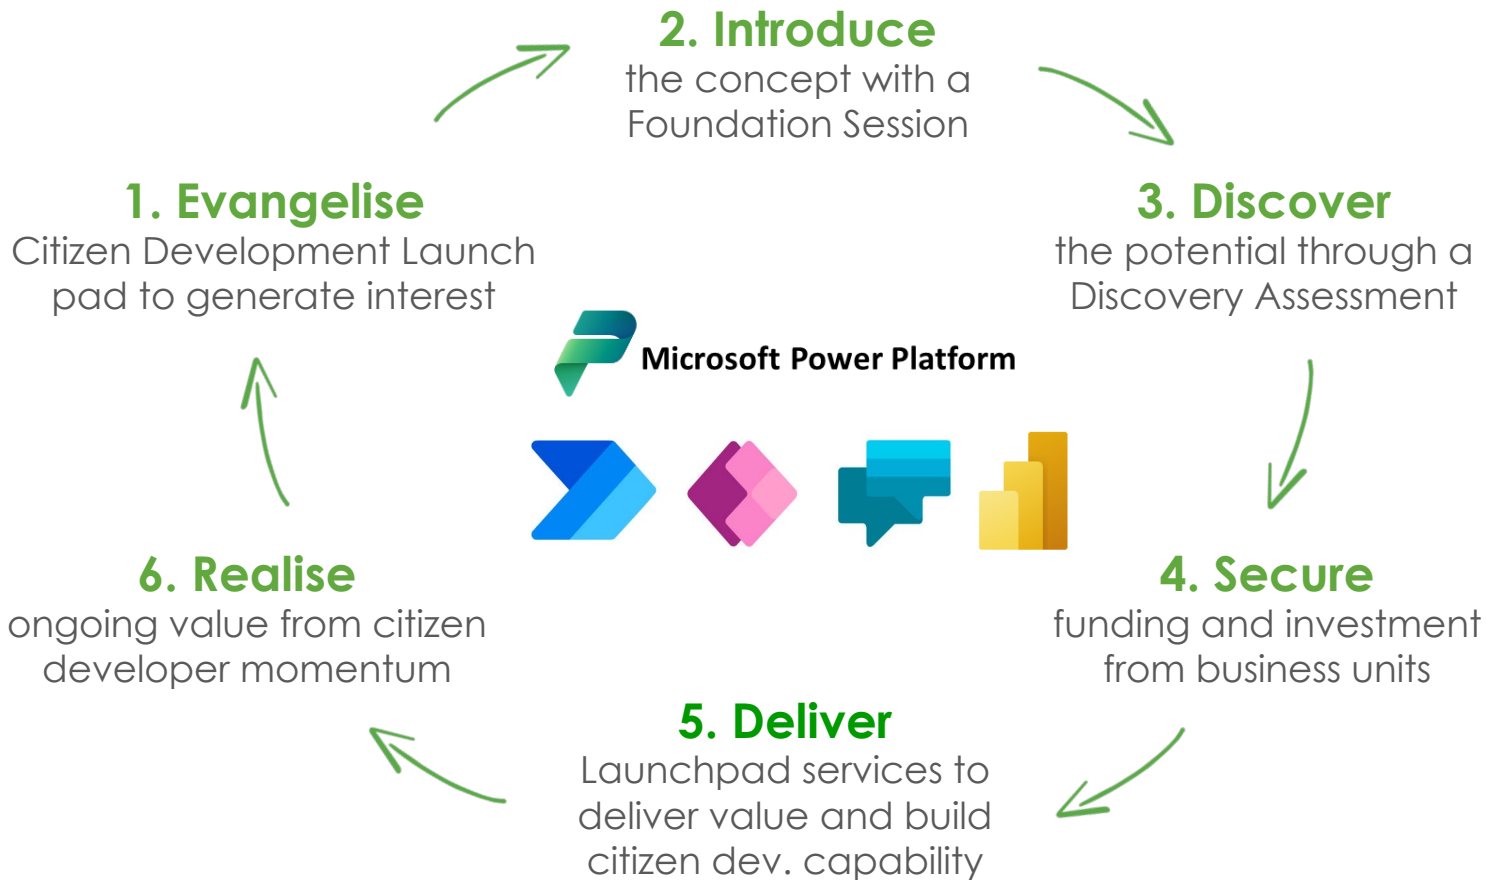 2. Introduce
the concept with a
Foundation Session
1. Evangelise
Citizen Development Launch
pad to generate interest
3. Discover
the potential through a
Discovery Assessment
Microsoft Power Platform
6. Realise
ongoing value from citizen
developer momentum
4. Secure
funding and investment
from business units
5. Deliver
Launchpad services to
deliver value and build
citizen dev. capability